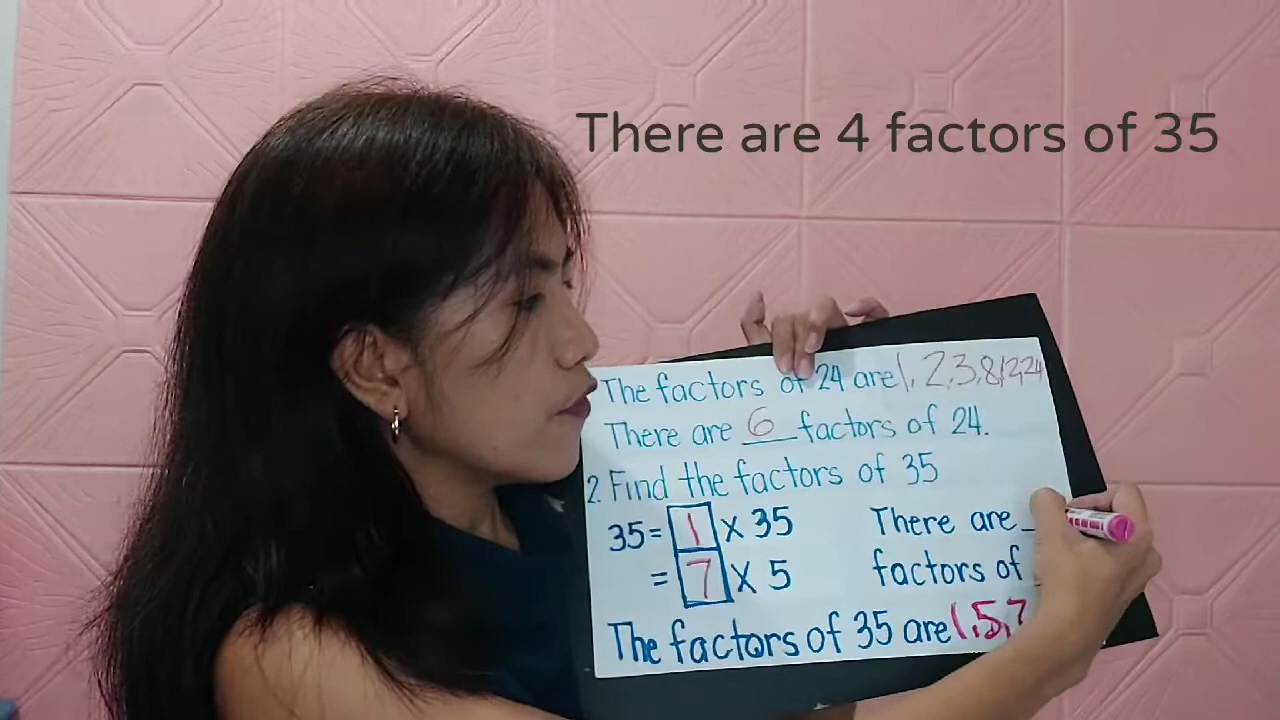 There are 4 factors of 35
The factors of 24 are 1, 2, 3, 8, 12, 24
There are 6 factors of 24.
2. Find the factors of 35
35 = 1 x 35
= 7 x 5
There are _
factors of _
The factors of 35 are 1, 5, 7